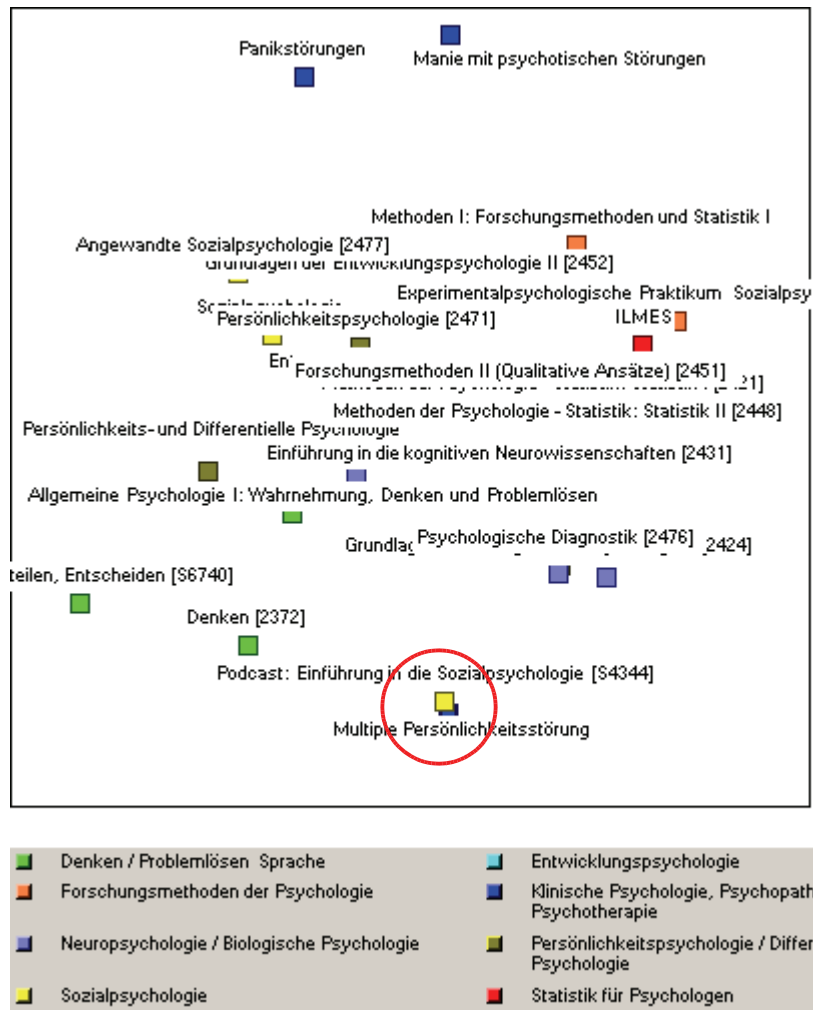 Panikstörungen
Manie mit psychotischen Störungen
Methoden I: Forschungsmethoden und Statistik I
Angewandte Sozialpsychologie [2477]
Grundlagen der Entwicklungspsychologie II [2452]
Experimentalpsychologische Praktikum Sozialpsy
Persönlichkeitspsychologie [2471]
ILMES
Forschungsmethoden II (Qualitative Ansätze) [2451]
Methoden der Psychologie - Statistik: Statistik II [2448]
Persönlichkeits- und Differentielle Psychologie
Einführung in die kognitiven Neurowissenschaften [2431]
Allgemeine Psychologie I: Wahrnehmung, Denken und Problemlösen
Psychologische Diagnostik [2476]
Grundlag 2424]
teilen, Entscheiden [S6740]
Denken [2372]
Podcast: Einführung in die Sozialpsychologie [S4344]
Multiple Persönlichkeitsstörung
Denken / Problemlösen Sprache
Entwicklungspsychologie
Forschungsmethoden der Psychologie
Klinische Psychologie, Psychopath
Psychotherapie
Neuropsychologie / Biologische Psychologie
Persönlichkeitspsychologie / Differ
Psychologie
Sozialpsychologie
Statistik für Psychologen